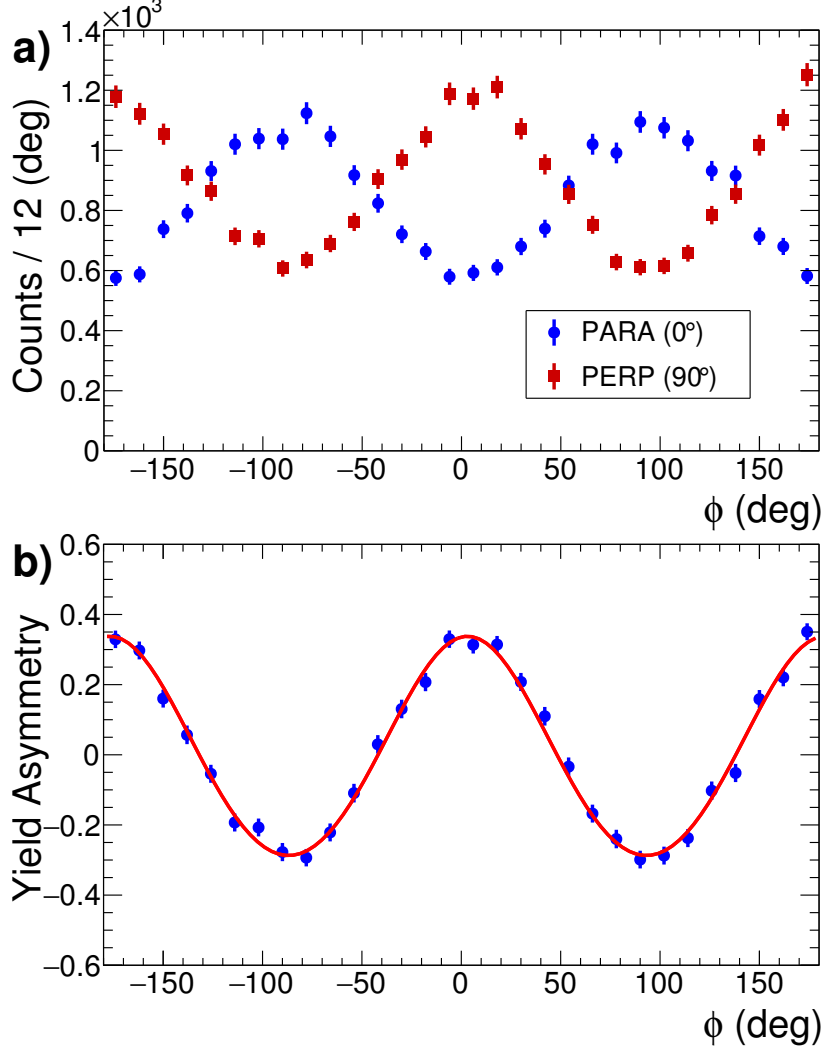 ×10³
a)
1.4
1.2
1
0.8
0.6
0.4
0.2
0
Counts / 12 (deg)
PARA (0°)
PERP (90°)
−150 −100 −50 0 50 100 150
ϕ (deg)
b)
0.6
0.4
0.2
0
−0.2
−0.4
−0.6
Yield Asymmetry
−150 −100 −50 0 50 100 150
ϕ (deg)